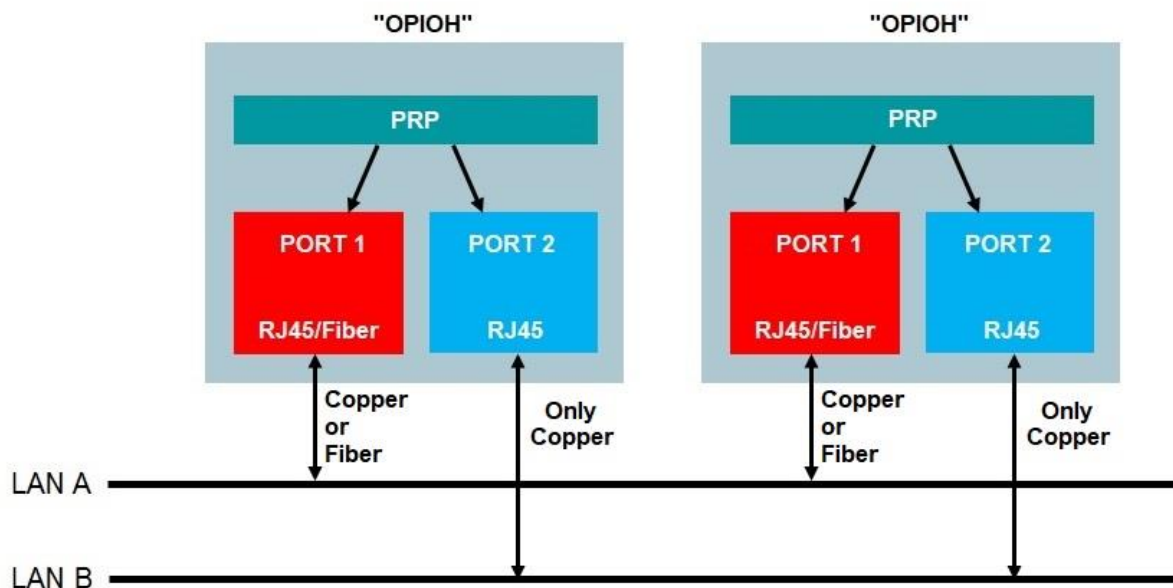 "OPIOH"
"OPIOH"
PRP
PRP
PORT 1
PORT 2
PORT 1
PORT 2
RJ45/Fiber
RJ45
RJ45/Fiber
RJ45
Copper
or
Fiber
Only
Copper
Copper
or
Fiber
Only
Copper
LAN A
LAN B